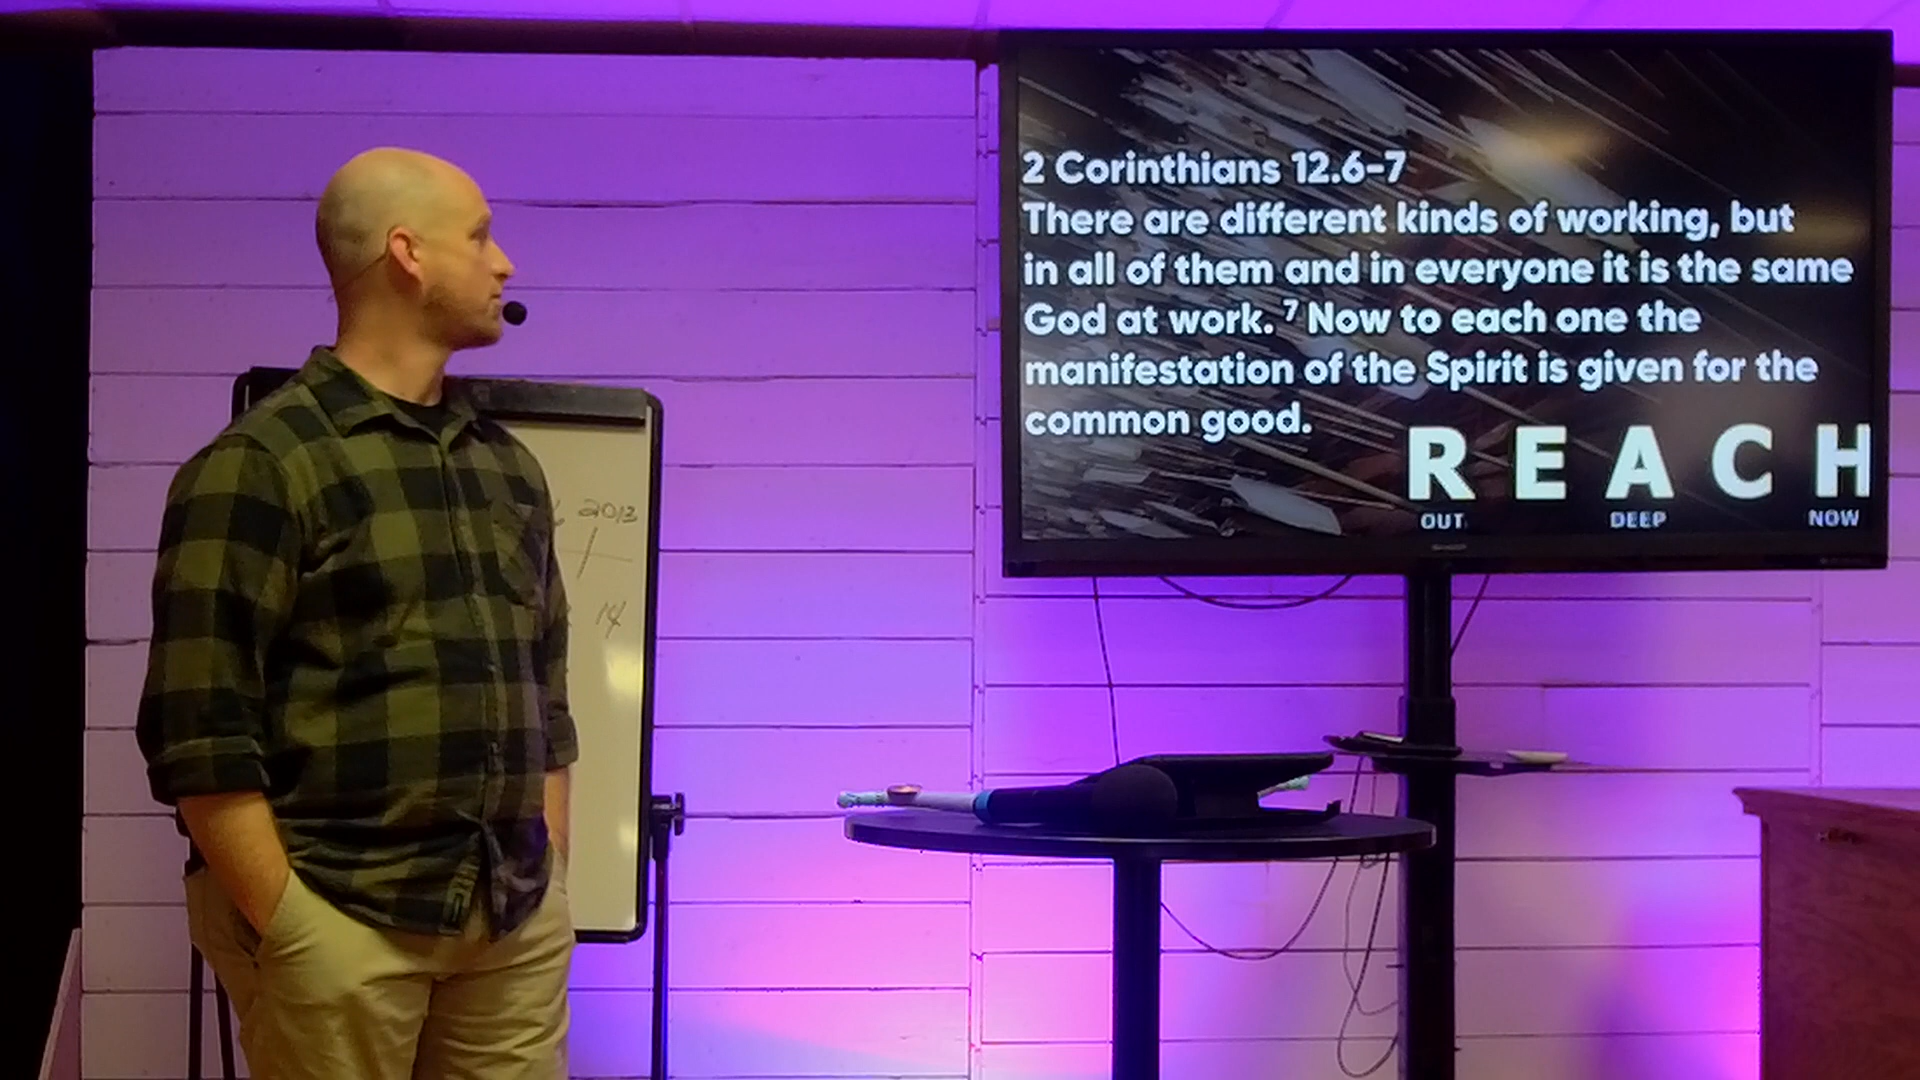 2 Corinthians 12.6-7
There are different kinds of working, but
in all of them and in everyone it is the same
God at work. 7 Now to each one the
manifestation of the Spirit is given for the
common good.
REACH
OUT DEEP NOW
2013
14